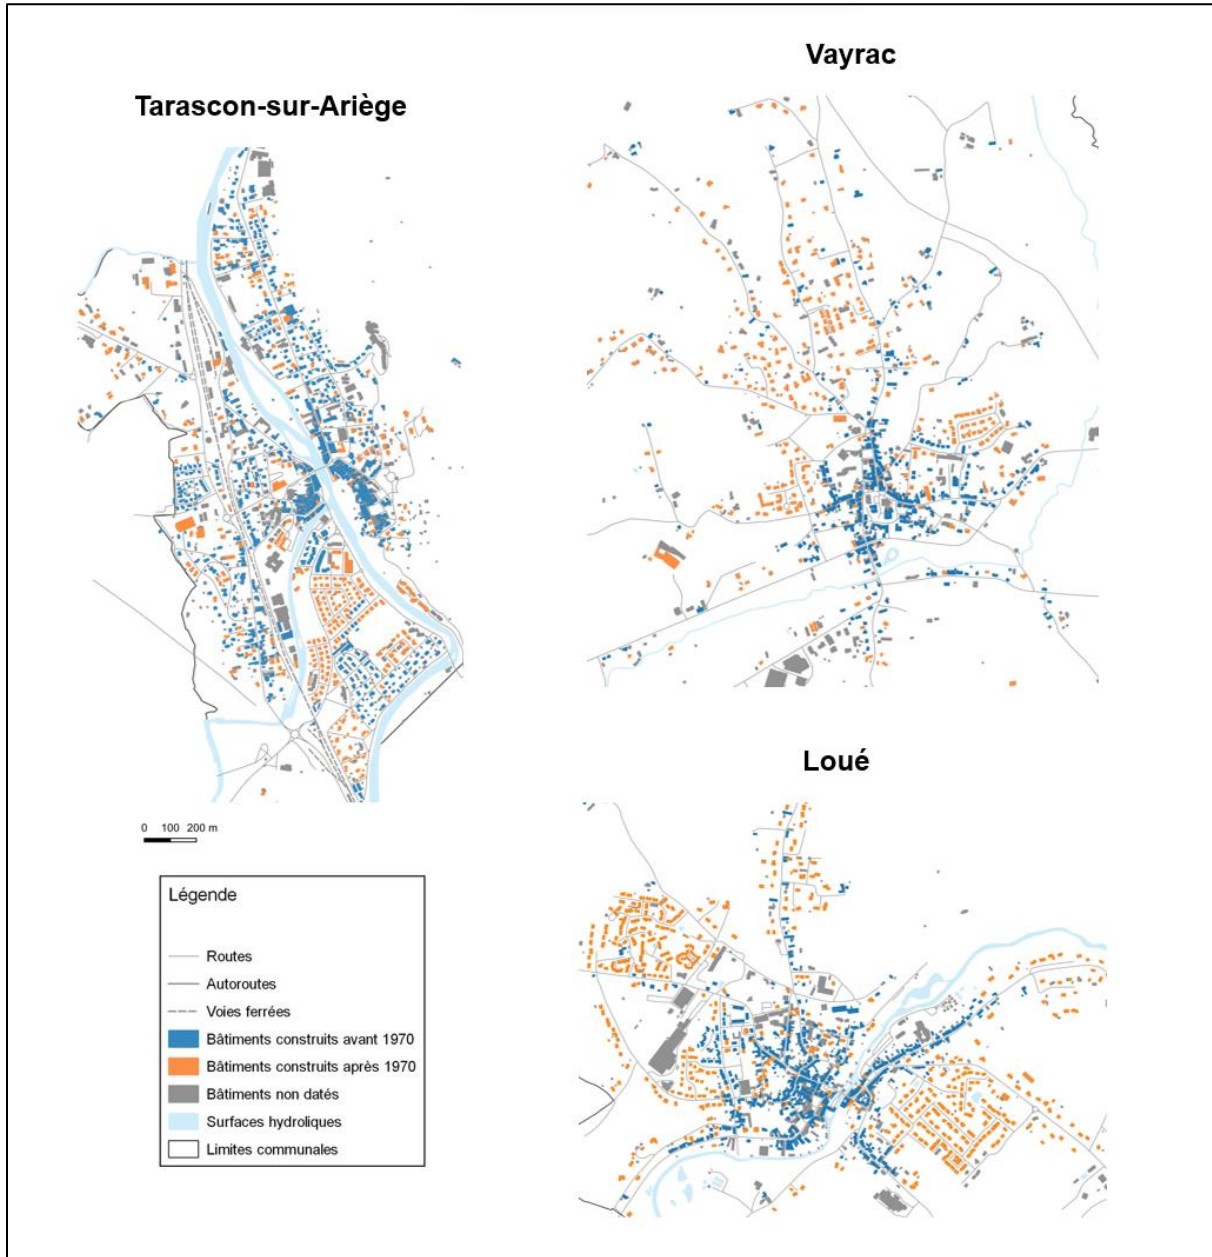 Vayrac
Tarascon-sur-Ariège
Loué
0 100 200 m
Légende
Routes
Autoroutes
Voies ferrées
Bâtiments construits avant 1970
Bâtiments construits après 1970
Bâtiments non datés
Surfaces hydroliques
Limites communales